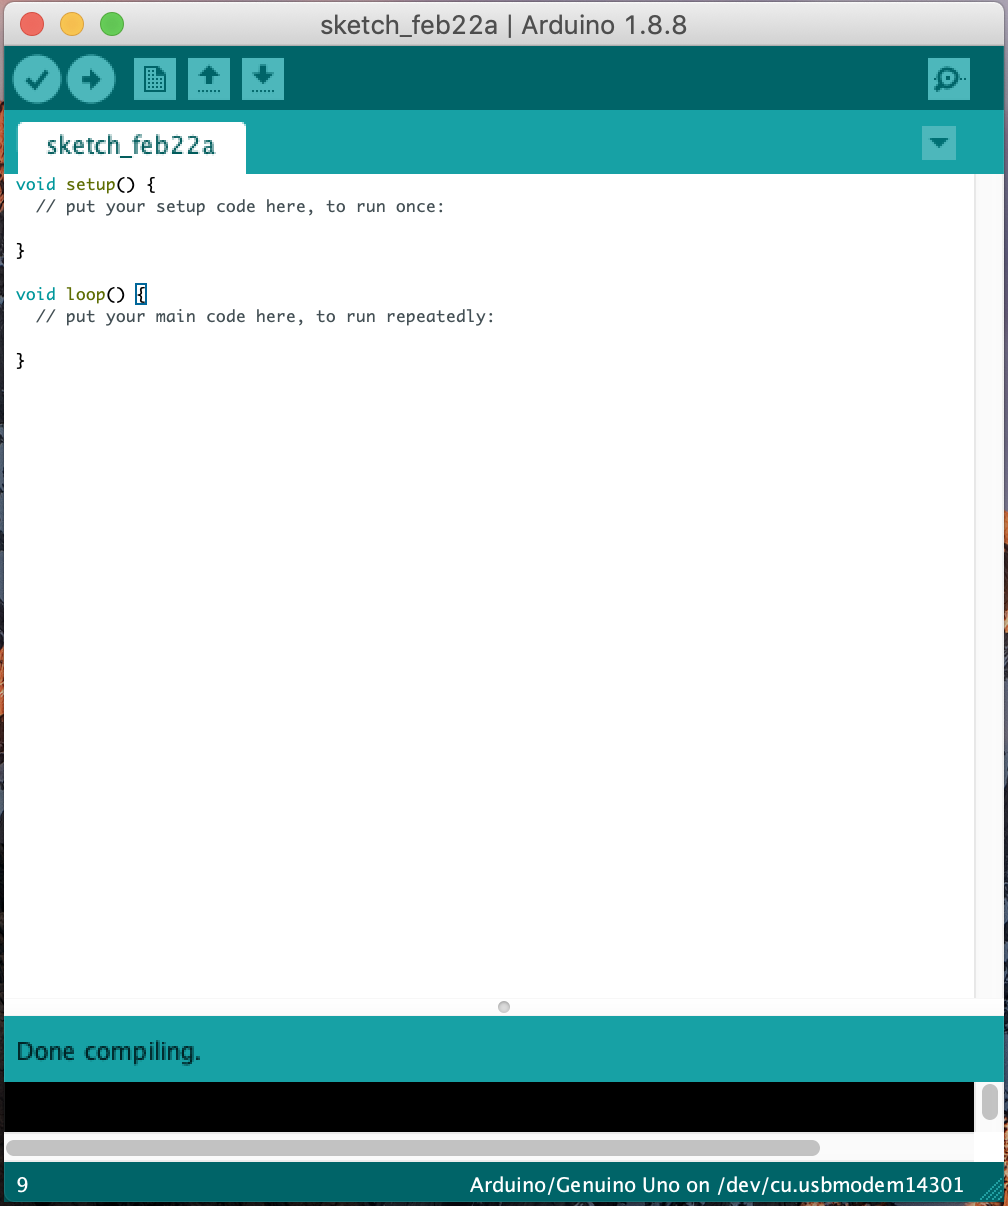 sketch_feb22a | Arduino 1.8.8
sketch_feb22a
void setup() {
  // put your setup code here, to run once:
}
void loop() {
  // put your main code here, to run repeatedly:
}
Done compiling.
9
Arduino/Genuino Uno on /dev/cu.usbmodem14301